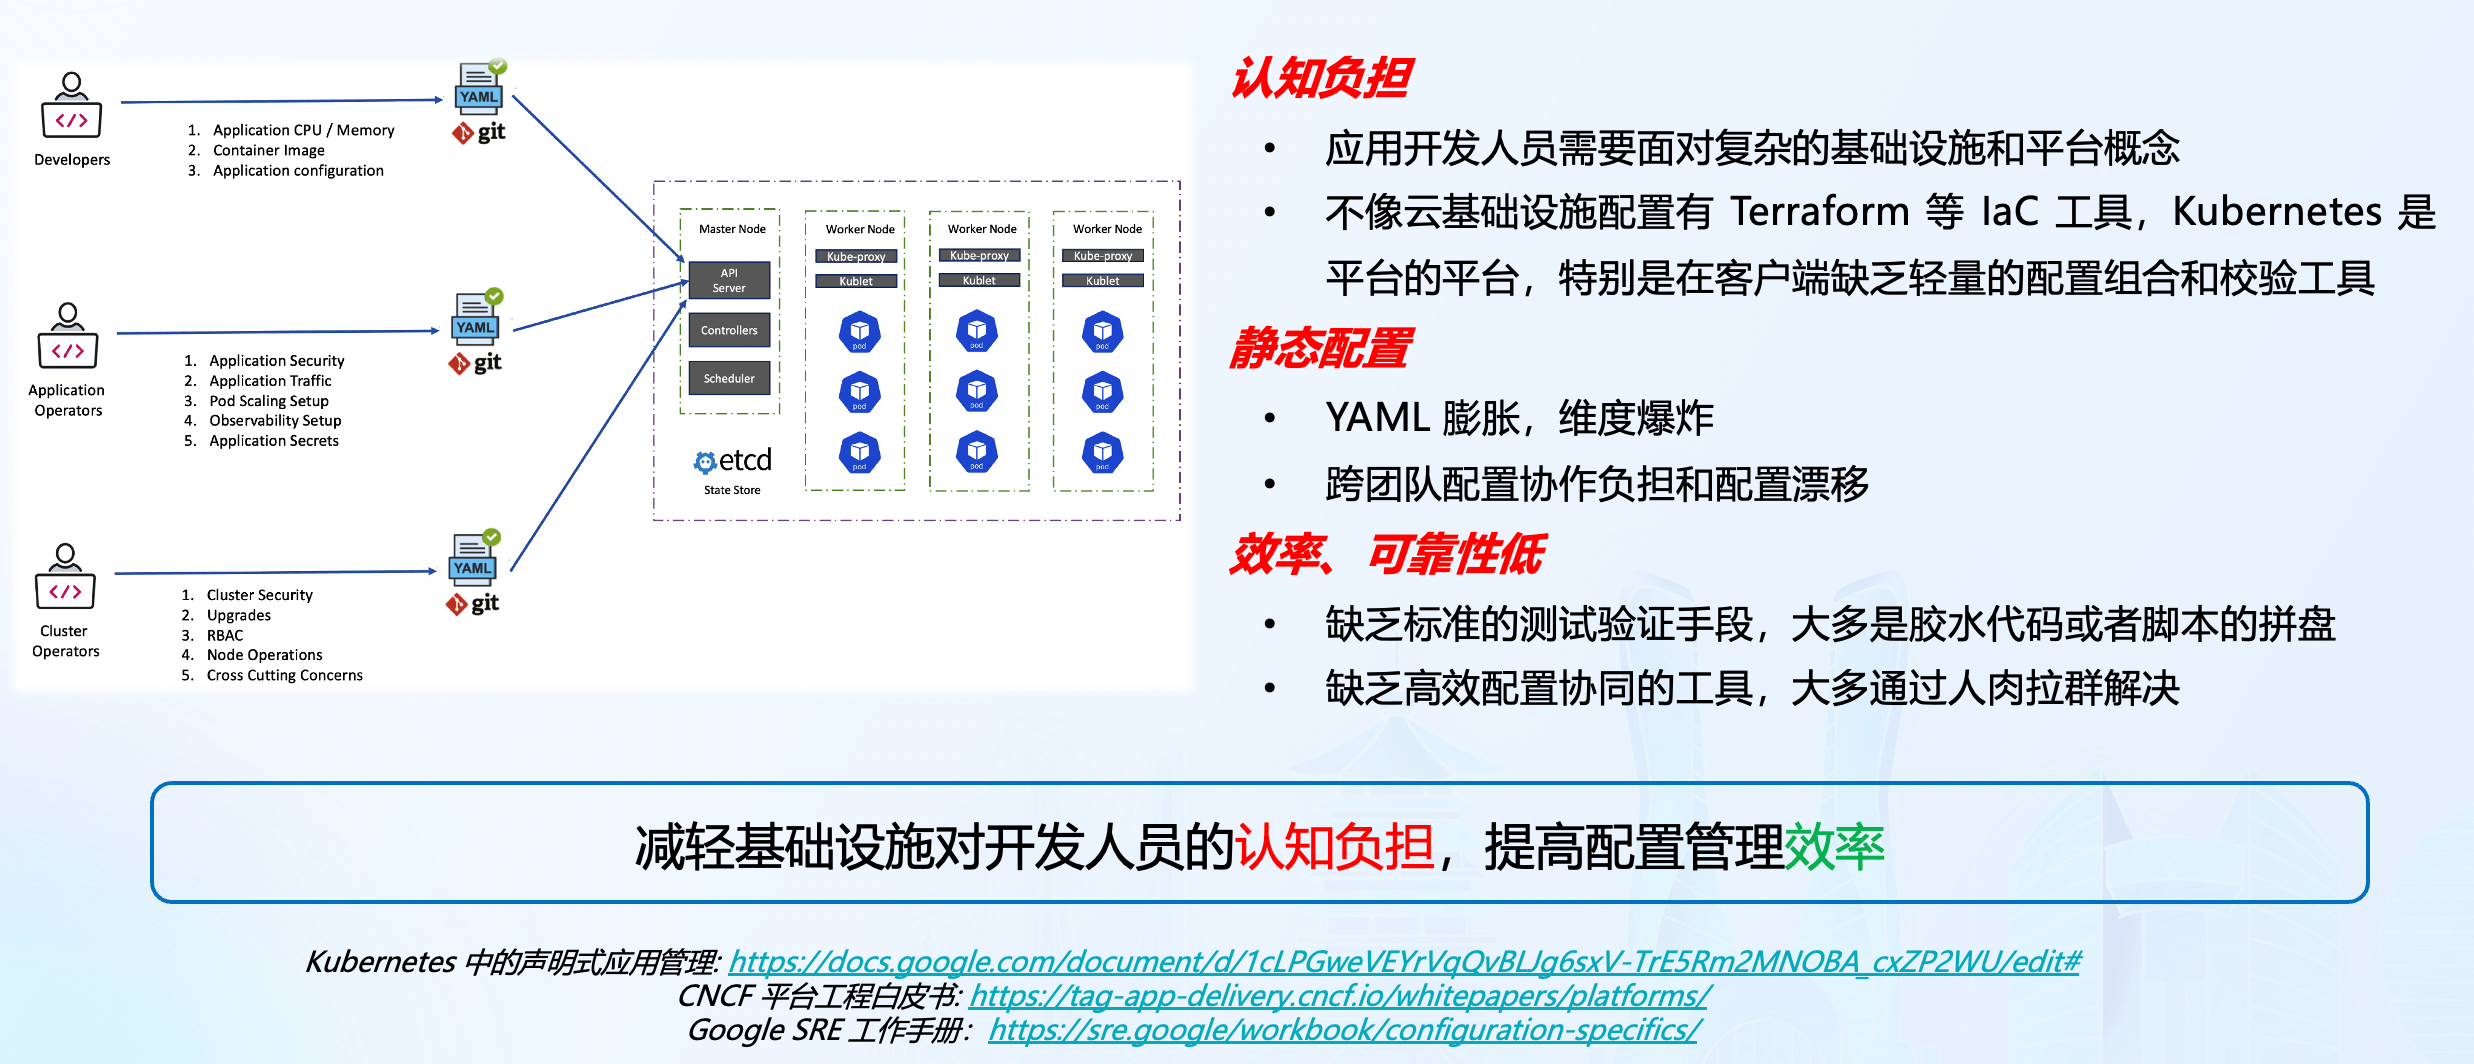 YAML
git
Developers
1. Application CPU / Memory
2. Container Image
3. Application configuration
YAML
git
Application
Operators
1. Application Security
2. Application Traffic
3. Pod Scaling Setup
4. Observability Setup
5. Application Secrets
YAML
git
Cluster
Operators
1. Cluster Security
2. Upgrades
3. RBAC
4. Node Operations
5. Cross Cutting Concerns
Master Node
API
Server
Controllers
Scheduler
etcd
State Store
Worker Node
Kube-proxy
Kublet
pod
pod
pod
Worker Node
Kube-proxy
Kublet
pod
pod
pod
Worker Node
Kube-proxy
Kublet
pod
pod
pod
认知负担
• 应用开发人员需要面对复杂的基础设施和平台概念
• 不像云基础设施配置有 Terraform 等 IaC 工具，Kubernetes 是
平台的平台，特别是在客户端缺乏轻量的配置组合和校验工具
静态配置
• YAML 膨胀，维度爆炸
• 跨团队配置协作负担和配置漂移
效率、可靠性低
• 缺乏标准的测试验证手段，大多是胶水代码或者脚本的拼盘
• 缺乏高效配置协同的工具，大多通过人肉拉群解决
减轻基础设施对开发人员的认知负担，提高配置管理效率
Kubernetes 中的声明式应用管理: https://docs.google.com/document/d/1cLPGweVEYrVqQvBLJg6sxV-TrE5Rm2MNOBA_cxZP2WU/edit#
CNCF 平台工程白皮书: https://tag-app-delivery.cncf.io/whitepapers/platforms/
Google SRE 工作手册： https://sre.google/workbook/configuration-specifics/